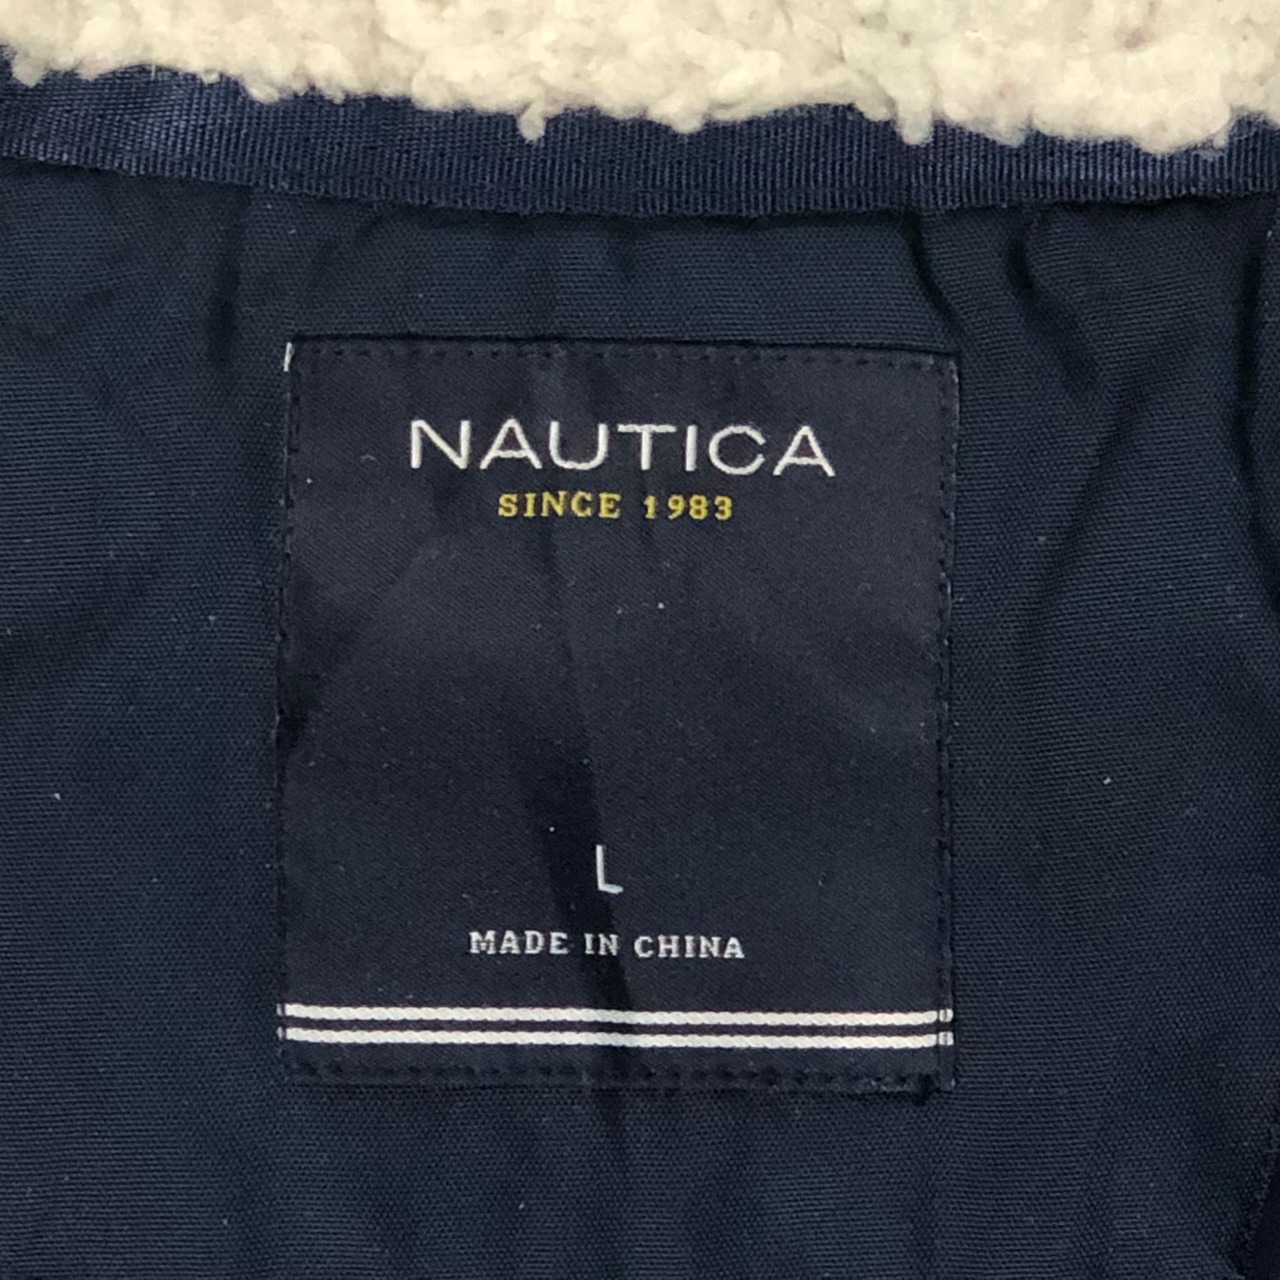 NAUTICA
SINCE 1983
L
MADE IN CHINA